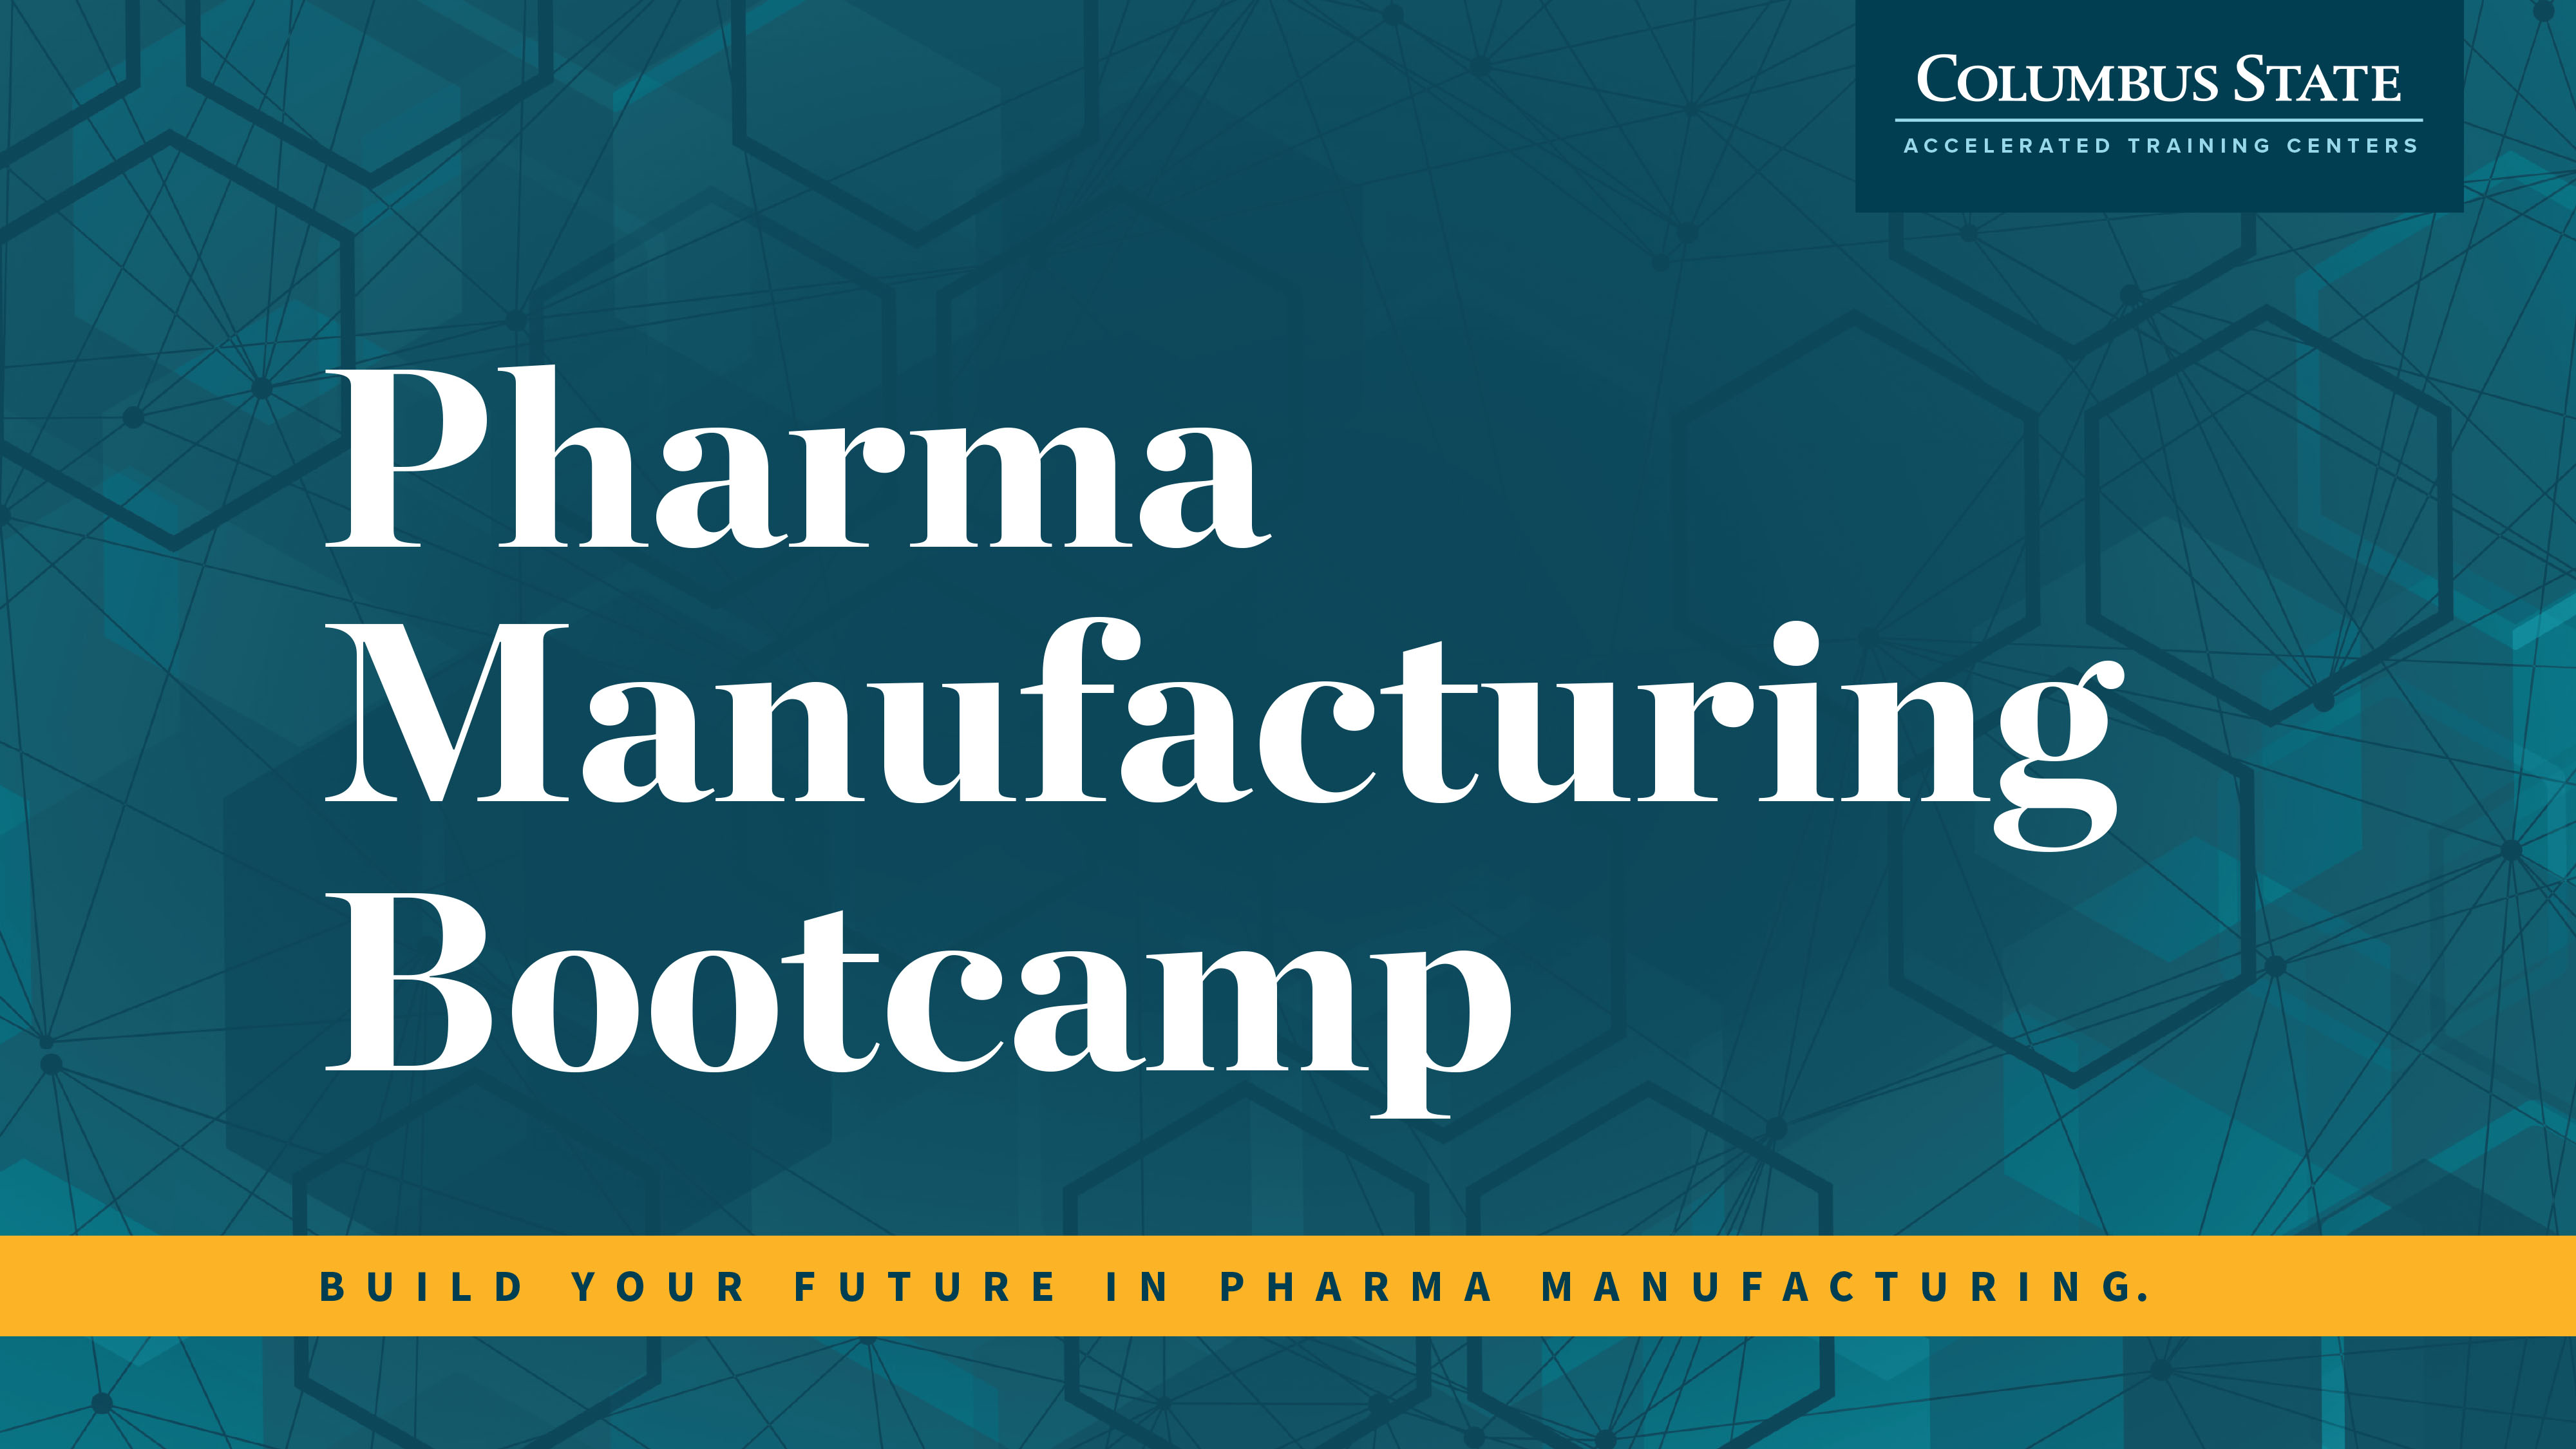 COLUMBUS STATE
ACCELERATED TRAINING CENTERS
Pharma
Manufacturing
Bootcamp
BUILD YOUR FUTURE IN PHARMA MANUFACTURING.